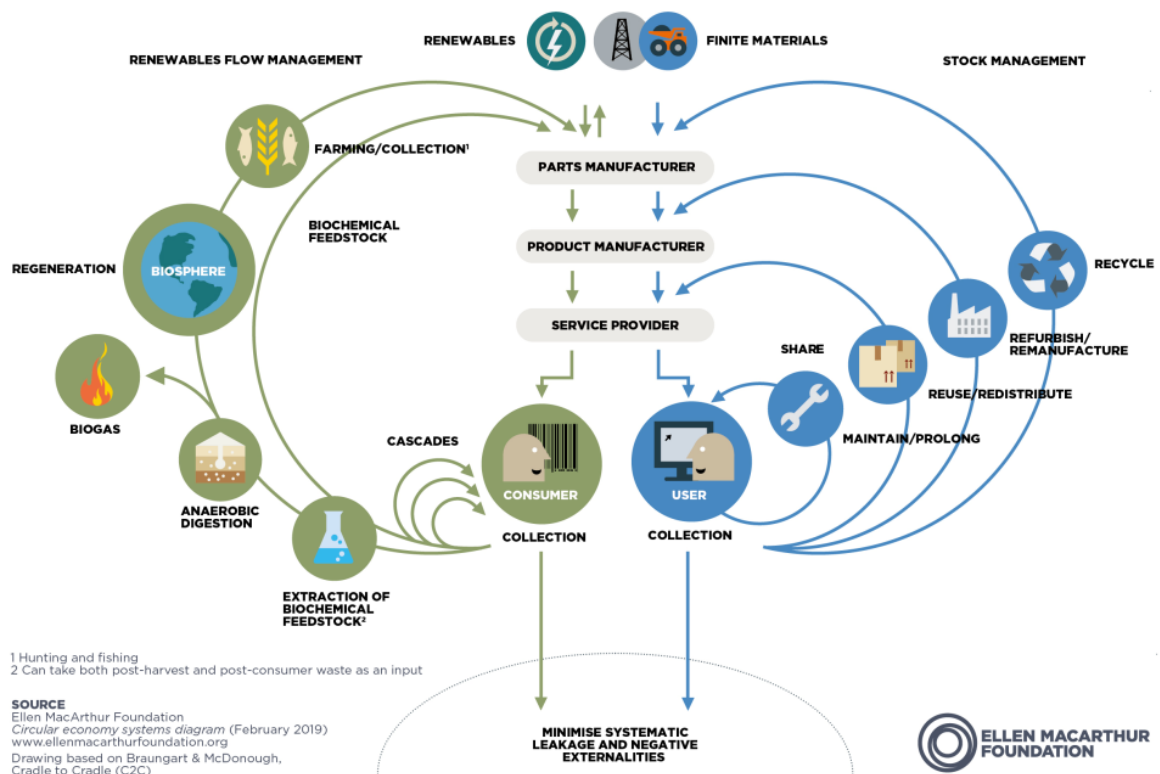 RENEWABLES
FINITE MATERIALS
RENEWABLES FLOW MANAGEMENT
STOCK MANAGEMENT
FARMING/COLLECTION¹
PARTS MANUFACTURER
BIOCHEMICAL
FEEDSTOCK
PRODUCT MANUFACTURER
REGENERATION
BIOSPHERE
RECYCLE
SERVICE PROVIDER
SHARE
REFURBISH/
REMANUFACTURE
REUSE/REDISTRIBUTE
BIOGAS
CASCADES
MAINTAIN/PROLONG
CONSUMER
USER
ANAEROBIC
DIGESTION
COLLECTION
COLLECTION
EXTRACTION OF
BIOCHEMICAL
FEEDSTOCK²
1 Hunting and fishing
2 Can take both post-harvest and post-consumer waste as an input
SOURCE
Ellen MacArthur Foundation
Circular economy systems diagram (February 2019)
www.ellenmacarthurfoundation.org
Drawing based on Braungart & McDonough,
Cradle to Cradle (C2C)
MINIMISE SYSTEMATIC
LEAKAGE AND NEGATIVE
EXTERNALITIES
ELLEN MACARTHUR
FOUNDATION